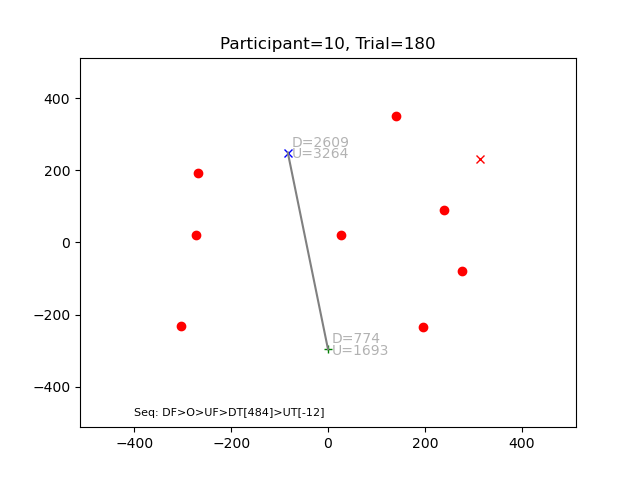 Participant=10, Trial=180
400
200
0
−200
−400
D=2609
U=3264
D=774
U=1693
Seq: DF>O>UF>DT[484]>UT[-12]
−400
−200
0
200
400